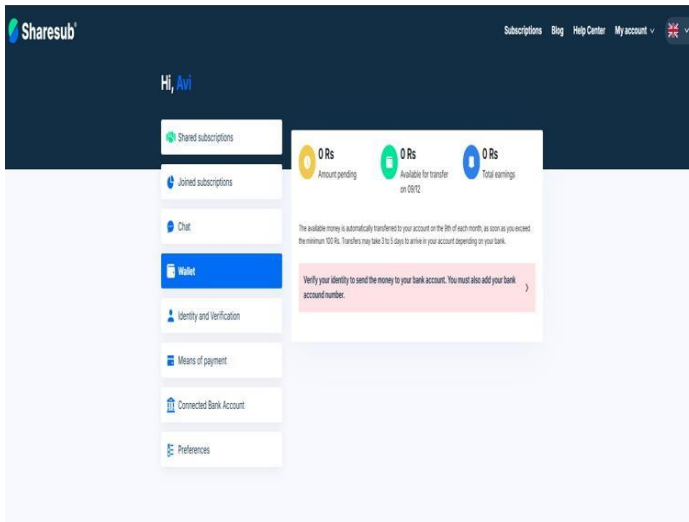 Sharesub
Subscriptions Blog Help Center My account
Hi, Avi
Shared subscriptions
Joined subscriptions
Chat
Wallet
Identity and Verification
Means of payment
Connected Bank Account
Preferences
0 Rs
Amount pending
0 Rs
Available for transfer
on 09/12
0 Rs
Total earnings
The available money is automatically transferred to your account on the 9th of each month, as soon as you exceed
the minimum 100 Rs. Transfers may take 3 to 5 days to arrive in your account depending on your bank.
Verify your identity to send the money to your bank account. You must also add your bank
accound number.